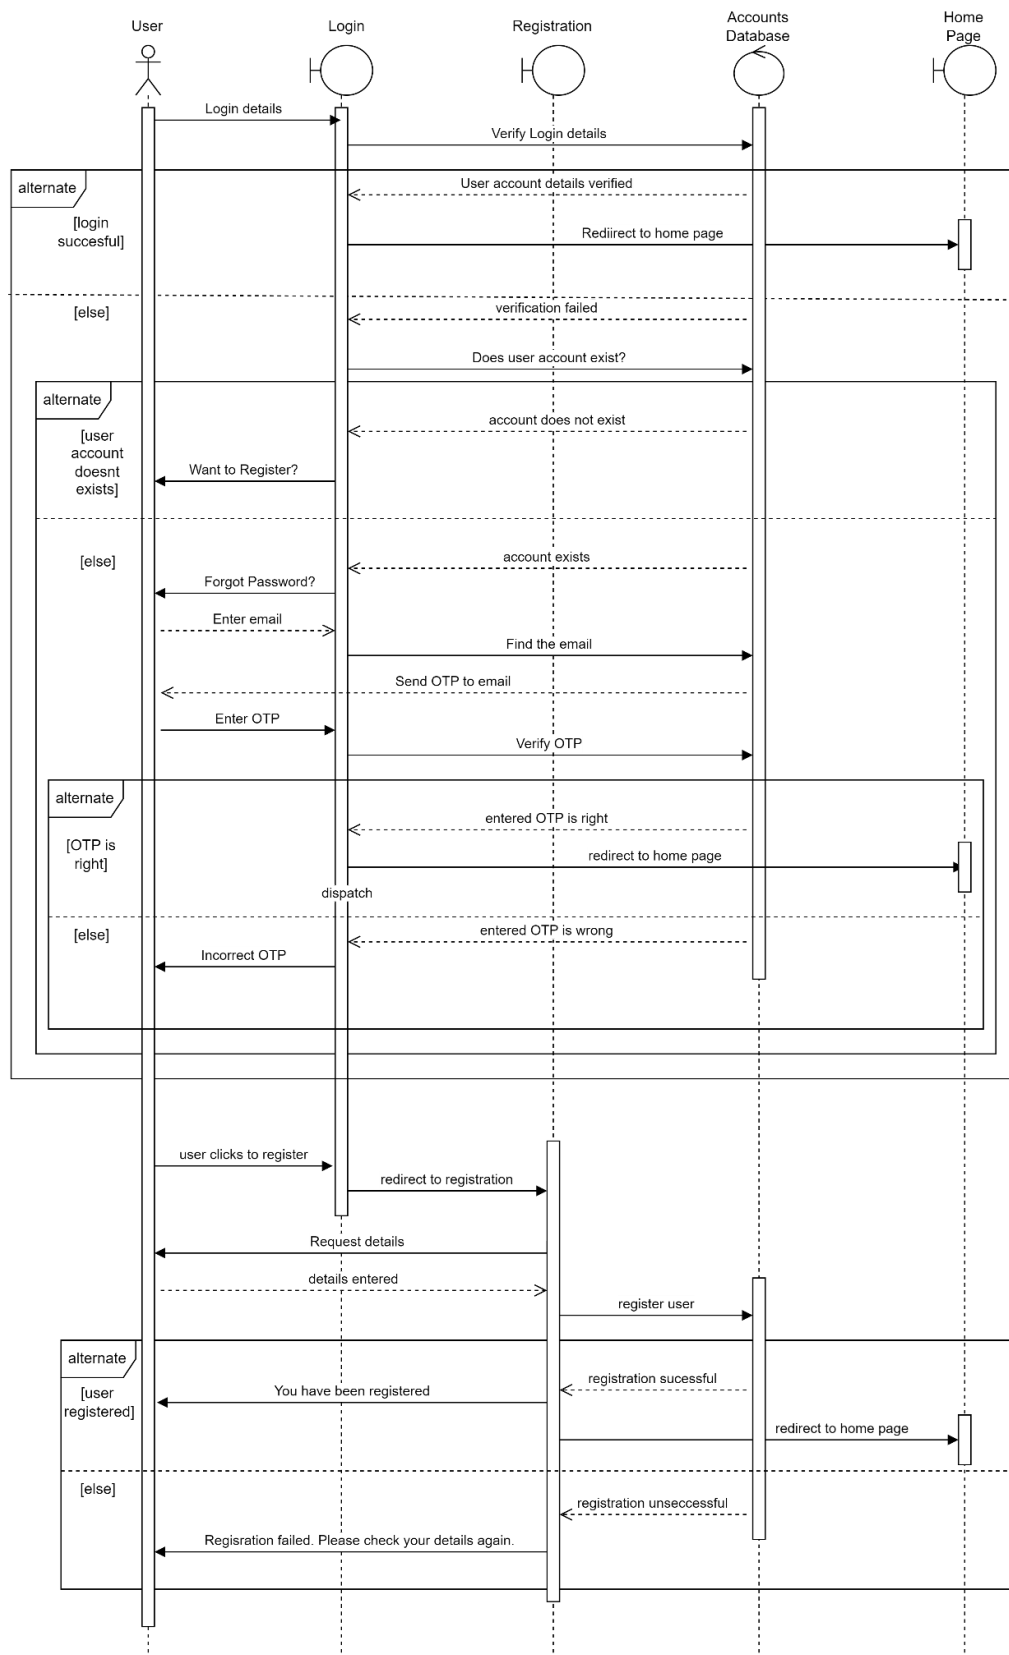 User
Login
Registration
Accounts
Database
Home
Page
Login details
Verify Login details
alternate
User account details verified
[login
succesful]
Rediirect to home page
[else]
verification failed
Does user account exist?
alternate
account does not exist
[user
account
doesnt
exists]
Want to Register?
[else]
account exists
Forgot Password?
Enter email
Find the email
Send OTP to email
Enter OTP
Verify OTP
alternate
entered OTP is right
[OTP is
right]
redirect to home page
dispatch
[else]
entered OTP is wrong
Incorrect OTP
user clicks to register
redirect to registration
Request details
details entered
register user
alternate
registration sucessful
[user
registered]
You have been registered
redirect to home page
[else]
registration unseccessful
Regisration failed. Please check your details again.